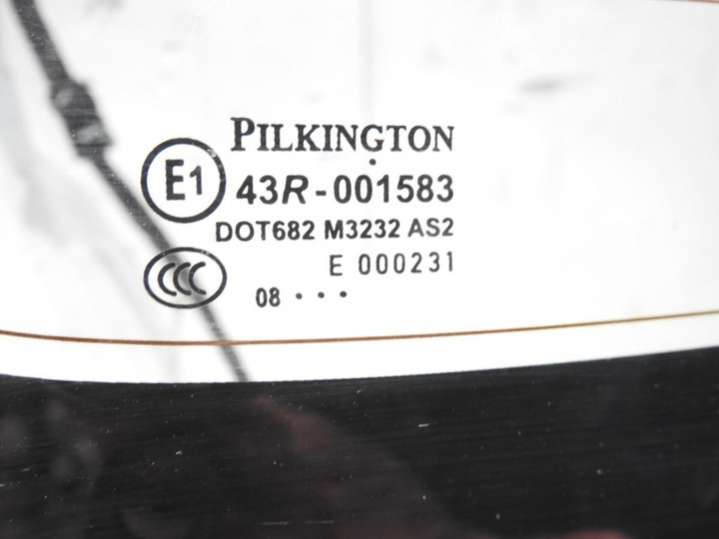 PILKINGTON
E1 43R-001583
DOT682 M3232 AS2
CCC E 000231
08 • • •